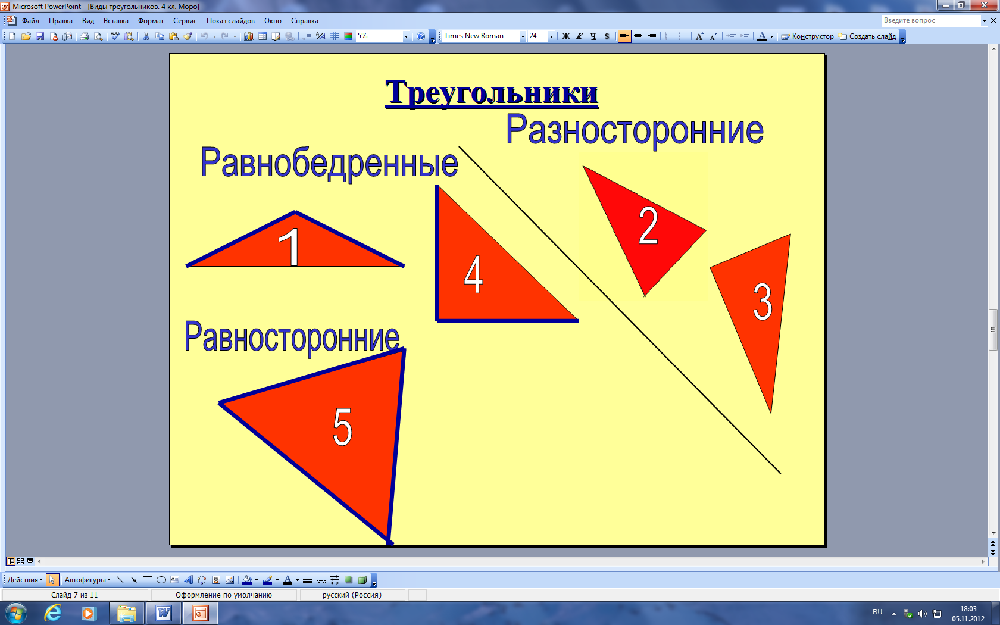 Microsoft PowerPoint - [Виды треугольников. 4 кл. Моро]
Файл Правка Вид Вставка Формат Сервис Показ слайдов Окно Справка Введите вопрос
5% Times New Roman 24 Ж К Ч S Конструктор Создать слайд
Треугольники
Разносторонние
Равнобедренные
1
2
4
3
Равносторонние
5
Действия Автофигуры
Слайд 7 из 11 Оформление по умолчанию русский (Россия)
RU 18:03
05.11.2012